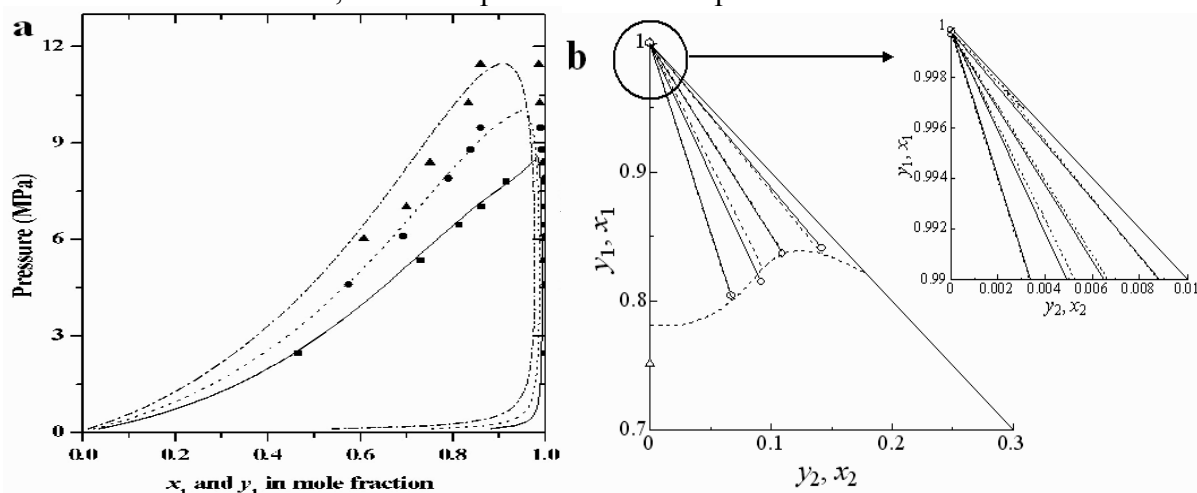 a
12
9
6
3
0
Pressure (MPa)
0.0 0.2 0.4 0.6 0.8 1.0
x₁ and y₁ in mole fraction
b
1
0.9
0.8
0.7
y₁, x₁
0 0.1 0.2 0.3
y₂, x₂
1
0.998
0.996
0.994
0.992
0.99
y₁, x₁
0 0.002 0.004 0.006 0.008 0.01
y₂, x₂